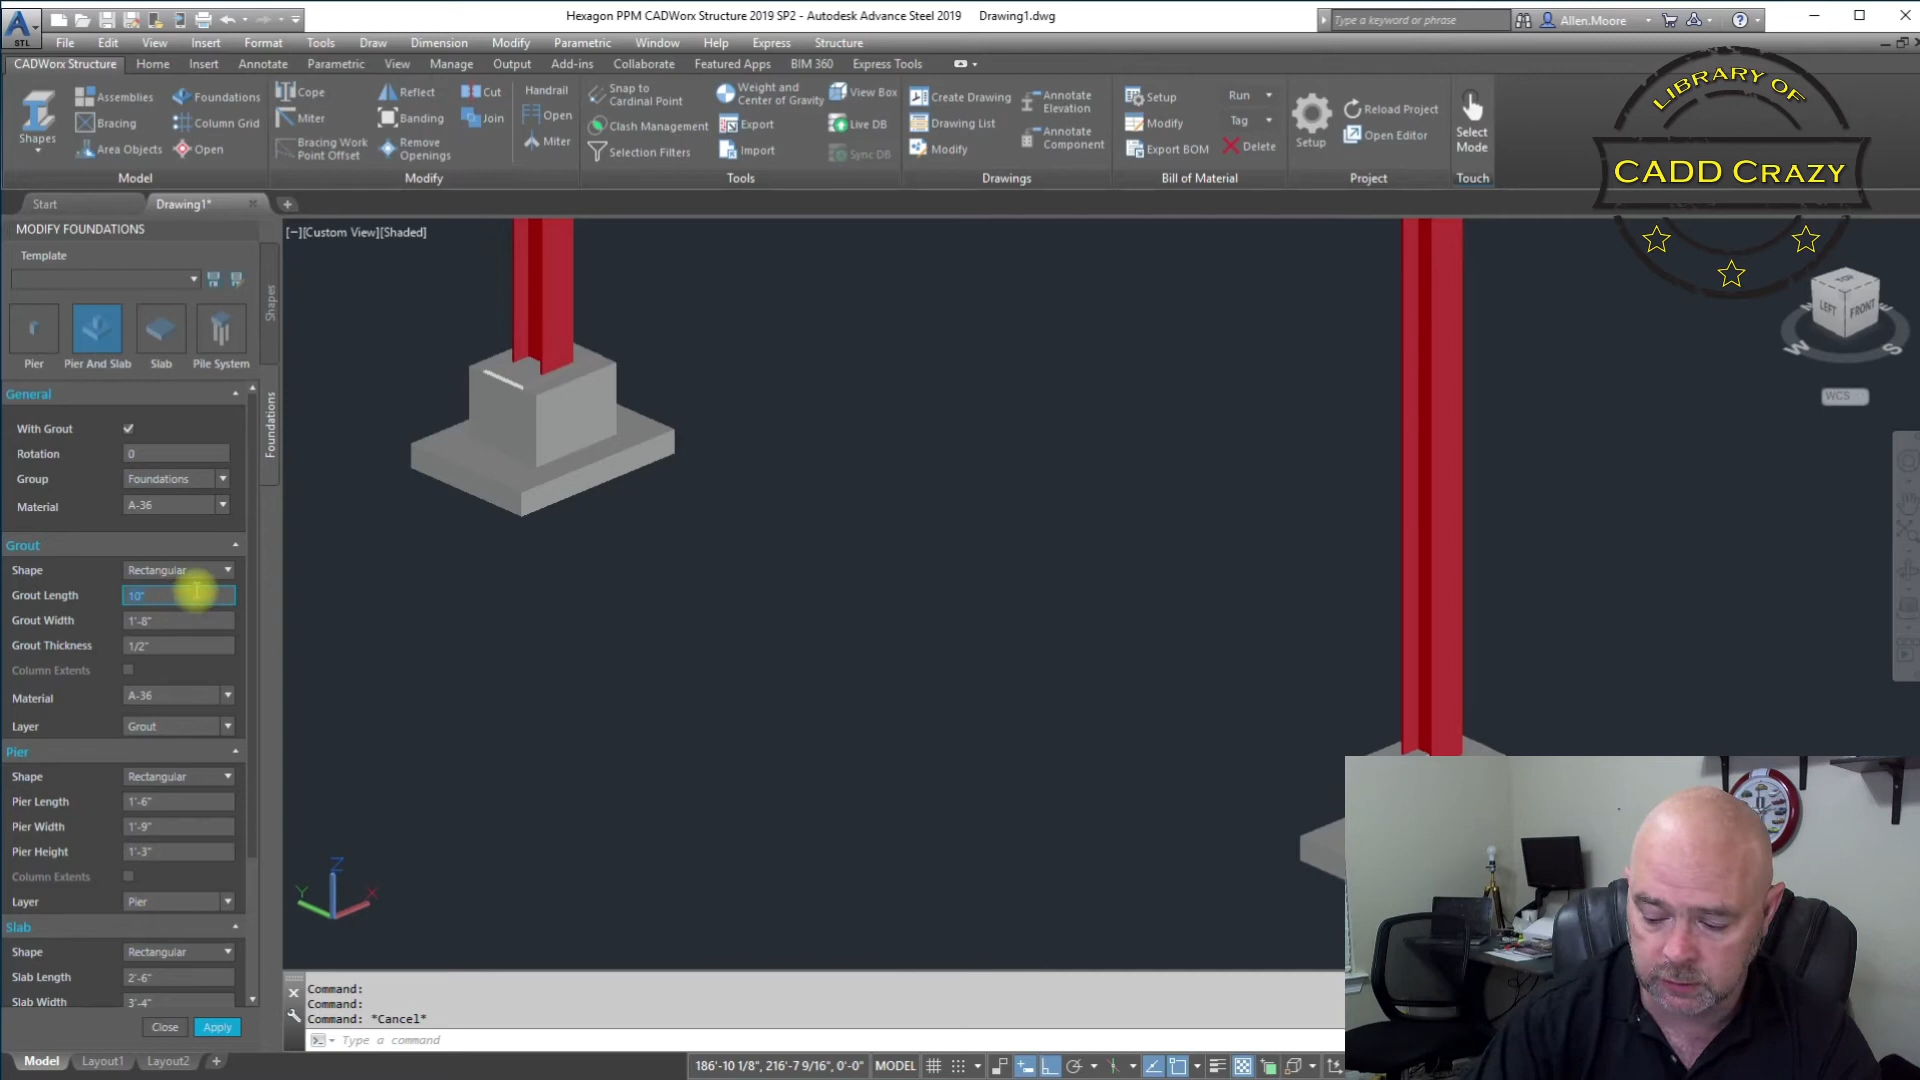 STL
Hexagon PPM CADWorx Structure 2019 SP2 - Autodesk Advance Steel 2019 Drawing1.dwg
Type a keyword or phrase
Allen.Moore
File Edit View Insert Format Tools Draw Dimension Modify Parametric Window Help Express Structure
CADWorx Structure Home Insert Annotate Parametric View Manage Output Add-ins Collaborate Featured Apps BIM 360 Express Tools
Shapes
Assemblies
Bracing
Area Objects
Foundations
Column Grid
Open
Model
Cope
Miter
Bracing Work
Point Offset
Reflect
Banding
Remove
Openings
Cut
Join
Modify
Handrail
Open
Miter
Snap to
Cardinal Point
Clash Management
Selection Filters
Weight and
Center of Gravity
Export
Import
View Box
Live DB
Sync DB
Tools
Create Drawing
Drawing List
Modify
Annotate
Elevation
Annotate
Component
Drawings
Setup
Modify
Export BOM
Run
Tag
Delete
Bill of Material
Setup
Reload Project
Open Editor
Project
Select
Mode
Touch
LIBRARY OF
CADD CRAZY
Start
Drawing1*
MODIFY FOUNDATIONS
Template
Pier
Pier And Slab
Slab
Pile System
Shapes
Foundations
General
With Grout
Rotation 0
Group Foundations
Material A-36
Grout
Shape Rectangular
Grout Length 10"
Grout Width 1'-8"
Grout Thickness 1/2"
Column Extents
Material A-36
Layer Grout
Pier
Shape Rectangular
Pier Length 1'-6"
Pier Width 1'-9"
Pier Height 1'-3"
Column Extents
Layer Pier
Slab
Shape Rectangular
Slab Length 2'-6"
Slab Width 3'-4"
Close
Apply
[−][Custom View][Shaded]
TOP
LEFT
FRONT
W
S
WCS
Z
Y
X
Command:
Command:
Command: *Cancel*
Type a command
Model Layout1 Layout2
186'-10 1/8", 216'-7 9/16", 0'-0"
MODEL